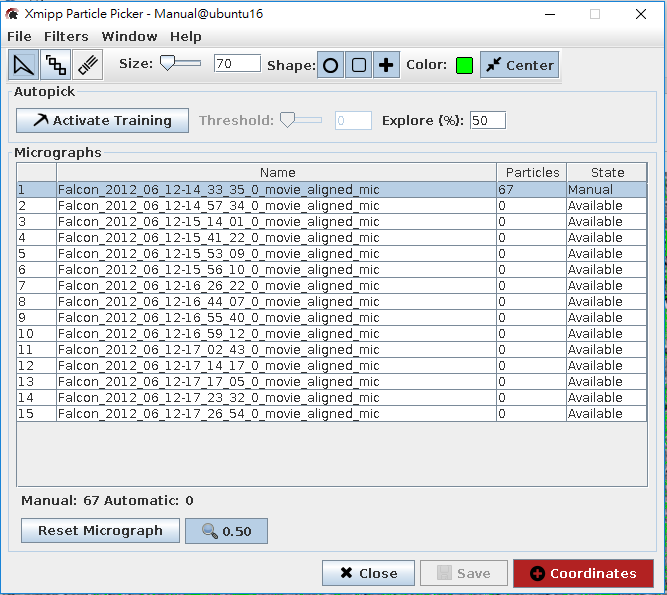 Xmipp Particle Picker - Manual@ubuntu16
File Filters Window Help
Size: 70 Shape: Color: Center
Autopick
Activate Training Threshold: 0 Explore (%): 50
Micrographs
Name Particles State
1 Falcon_2012_06_12-14_33_35_0_movie_aligned_mic 67 Manual
2 Falcon_2012_06_12-14_57_34_0_movie_aligned_mic 0 Available
3 Falcon_2012_06_12-15_14_01_0_movie_aligned_mic 0 Available
4 Falcon_2012_06_12-15_41_22_0_movie_aligned_mic 0 Available
5 Falcon_2012_06_12-15_53_09_0_movie_aligned_mic 0 Available
6 Falcon_2012_06_12-15_56_10_0_movie_aligned_mic 0 Available
7 Falcon_2012_06_12-16_26_22_0_movie_aligned_mic 0 Available
8 Falcon_2012_06_12-16_44_07_0_movie_aligned_mic 0 Available
9 Falcon_2012_06_12-16_55_40_0_movie_aligned_mic 0 Available
10 Falcon_2012_06_12-16_59_12_0_movie_aligned_mic 0 Available
11 Falcon_2012_06_12-17_02_43_0_movie_aligned_mic 0 Available
12 Falcon_2012_06_12-17_14_17_0_movie_aligned_mic 0 Available
13 Falcon_2012_06_12-17_17_05_0_movie_aligned_mic 0 Available
14 Falcon_2012_06_12-17_23_32_0_movie_aligned_mic 0 Available
15 Falcon_2012_06_12-17_26_54_0_movie_aligned_mic 0 Available
Manual: 67 Automatic: 0
Reset Micrograph 0.50
Close Save Coordinates